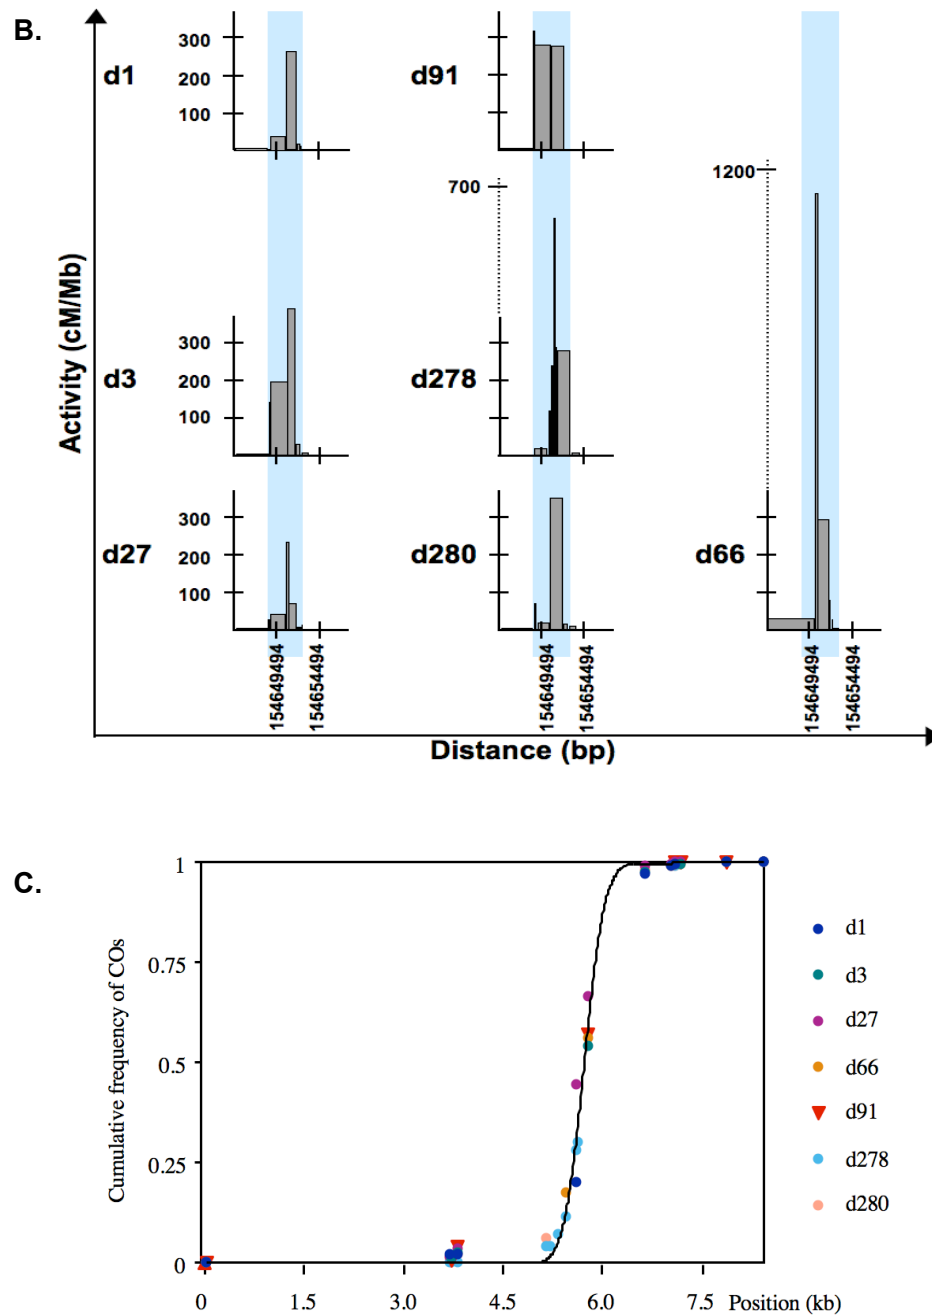 B.
Activity (cM/Mb)
d1
300
200
100
d91
d3
300
200
100
700
d278
1200
d27
300
200
100
d280
d66
154649494
154654494
154649494
154654494
154649494
154654494
Distance (bp)
C.
Cumulative frequency of COs
1
0.75
0.5
0.25
0
0
1.5
3.0
4.5
6.0
7.5
Position (kb)
d1
d3
d27
d66
d91
d278
d280